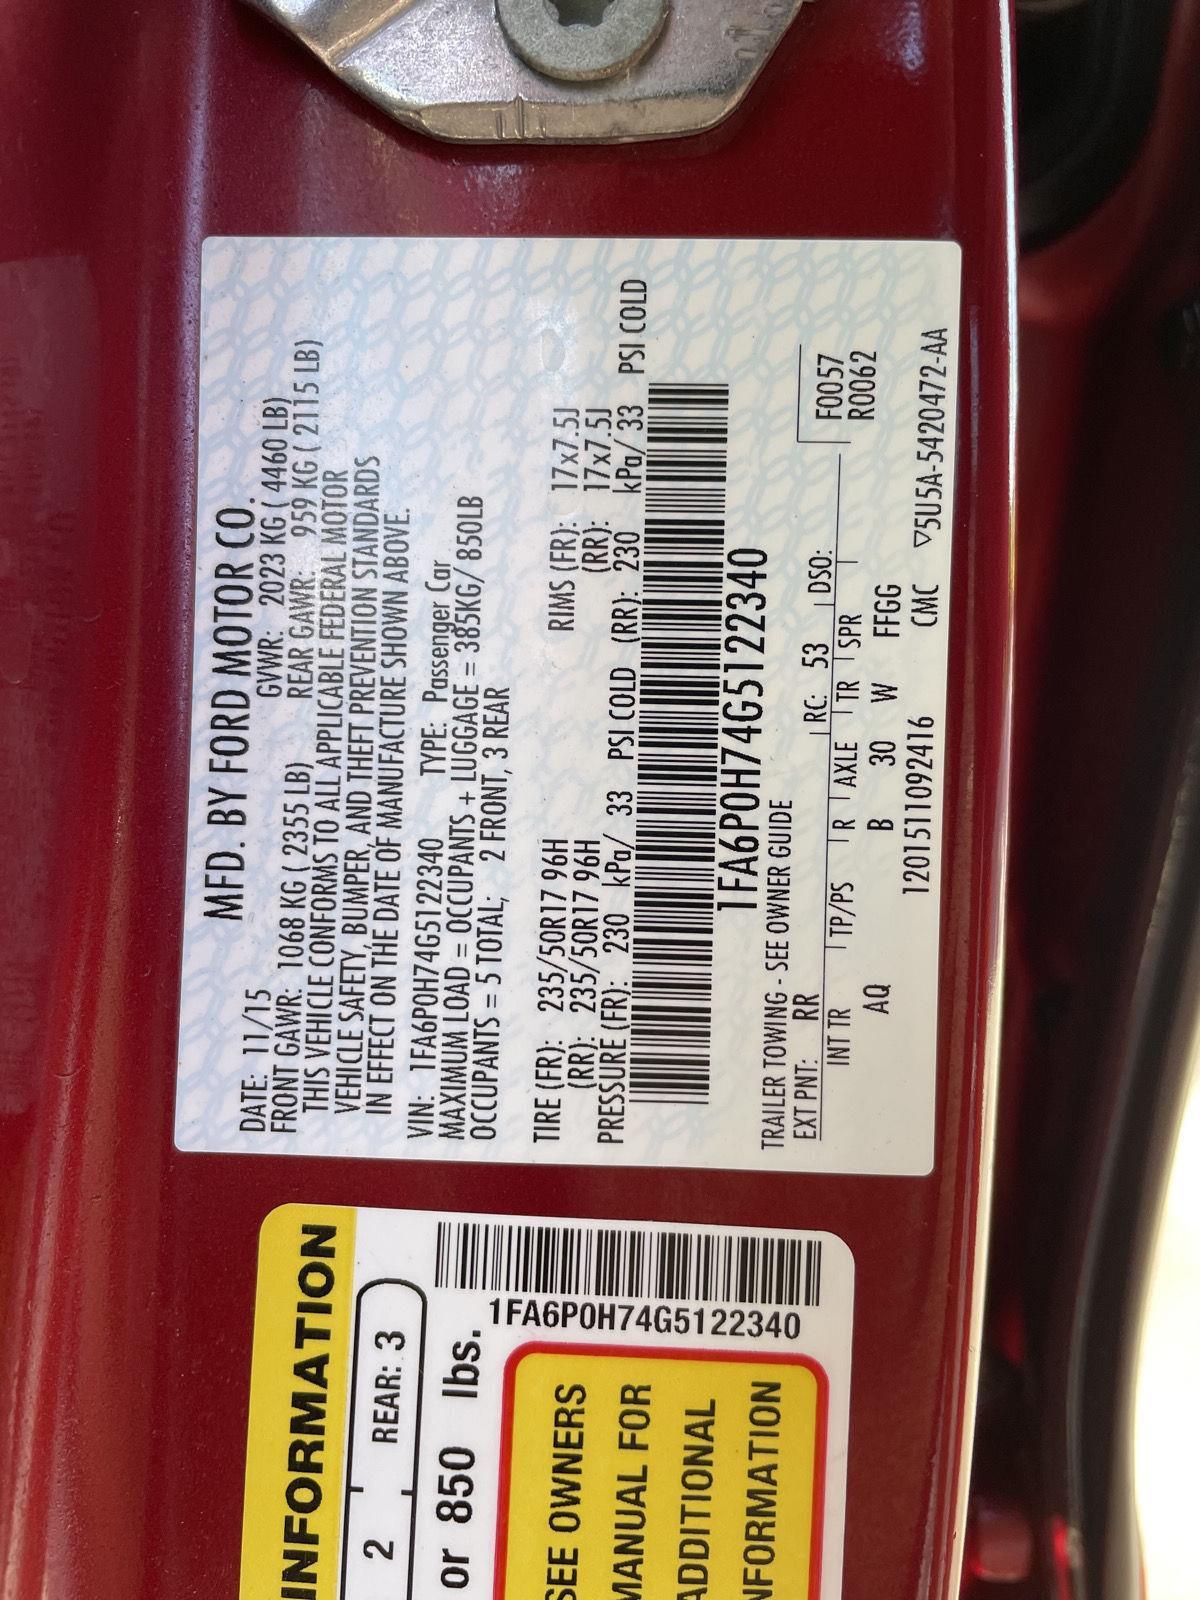 MFD. BY FORD MOTOR CO.
DATE: 11/15 GVWR: 2023 KG ( 4460 LB)
FRONT GAWR: 1068 KG ( 2355 LB) REAR GAWR: 959 KG ( 2115 LB)
THIS VEHICLE CONFORMS TO ALL APPLICABLE FEDERAL MOTOR
VEHICLE SAFETY, BUMPER, AND THEFT PREVENTION STANDARDS
IN EFFECT ON THE DATE OF MANUFACTURE SHOWN ABOVE.
VIN: 1FA6P0H74G5122340 TYPE: Passenger Car
MAXIMUM LOAD = OCCUPANTS + LUGGAGE = 385KG/ 850LB
OCCUPANTS = 5 TOTAL; 2 FRONT, 3 REAR
TIRE (FR): 235/50R17 96H RIMS (FR): 17x7.5J
(RR): 235/50R17 96H (RR): 17x7.5J
PRESSURE (FR): 230 kPa/ 33 PSI COLD (RR): 230 kPa/ 33 PSI COLD
1FA6P0H74G5122340
TRAILER TOWING - SEE OWNER GUIDE
EXT PNT: RR RC: 53 DSO: F0057
INT TR TP/PS R AXLE TR SPR R0062
AQ B 30 W FFGG
1201511092416 CMC ▽5U5A-5420472-AA
INFORMATION
2 REAR: 3
or 850 lbs.
1FA6P0H74G5122340
SEE OWNERS
MANUAL FOR
ADDITIONAL
INFORMATION